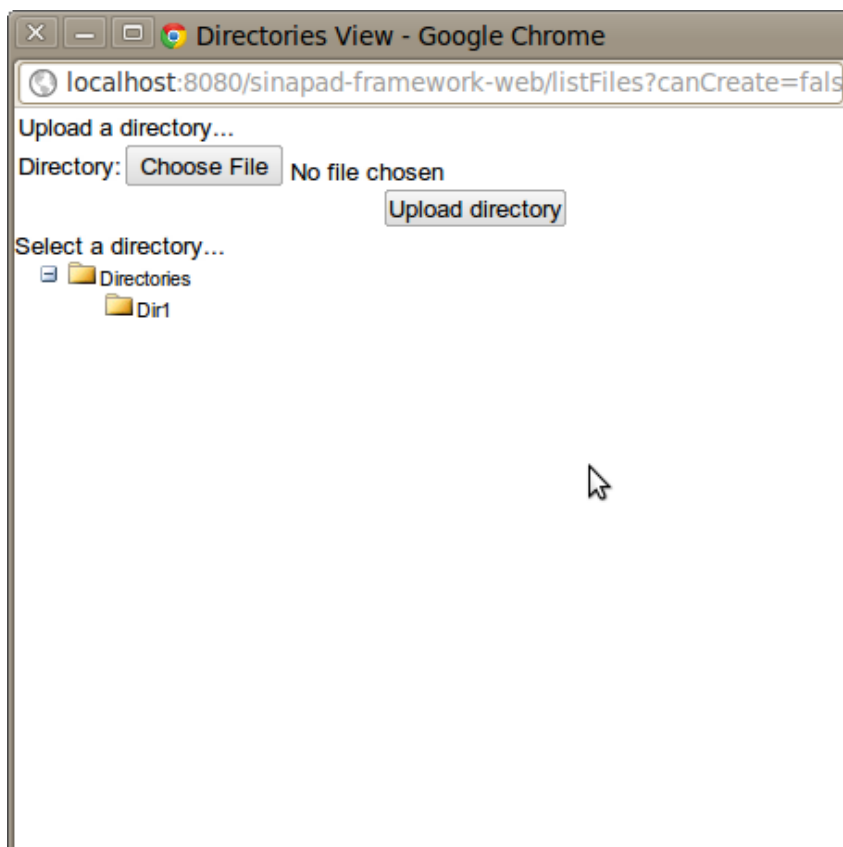 Directories View - Google Chrome
localhost:8080/sinapad-framework-web/listFiles?canCreate=fals
Upload a directory...
Directory: Choose File No file chosen
Upload directory
Select a directory...
Directories
Dir1